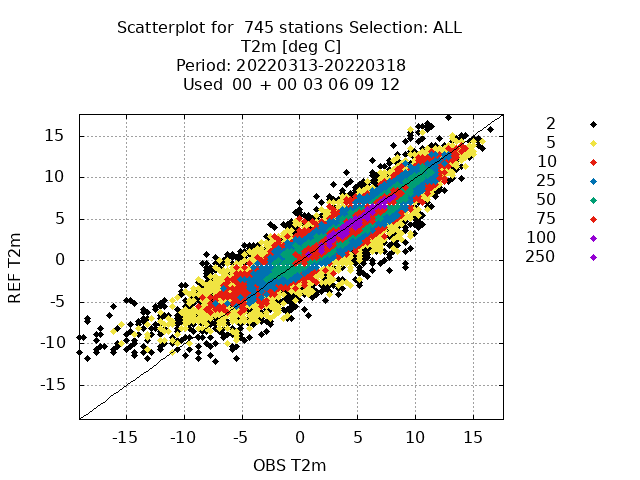 Scatterplot for  745 stations Selection: ALL
T2m [deg C]
Period: 20220313-20220318
Used  00 + 00 03 06 09 12
2
5
10
25
50
75
100
250
15
10
5
0
-5
-10
-15
REF T2m
-15 -10 -5 0 5 10 15
OBS T2m